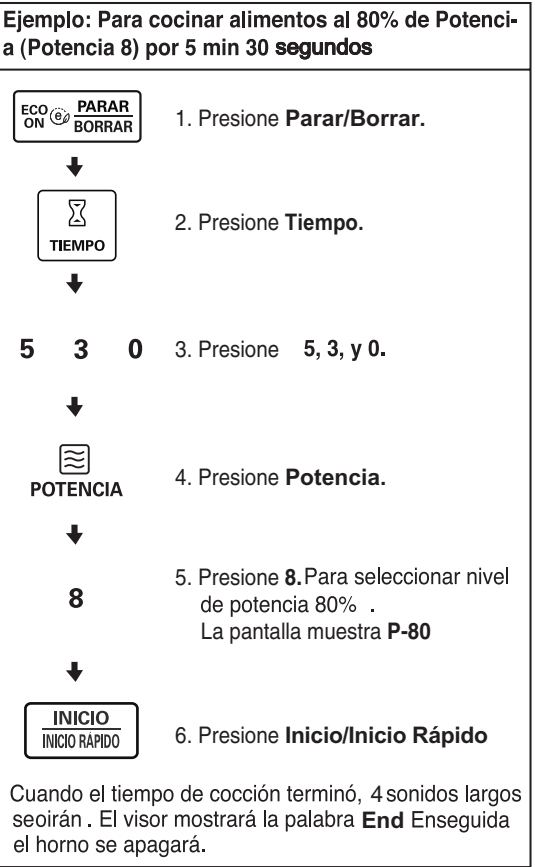 Ejemplo: Para cocinar alimentos al 80% de Potenci-
a (Potencia 8) por 5 min 30 segundos
ECO ON e PARAR
BORRAR
1. Presione Parar/Borrar.
TIEMPO
2. Presione Tiempo.
5 3 0
3. Presione 5, 3, y 0.
POTENCIA
4. Presione Potencia.
8
5. Presione 8.Para seleccionar nivel
de potencia 80% .
La pantalla muestra P-80
INICIO
INICIO RÁPIDO
6. Presione Inicio/Inicio Rápido
Cuando el tiempo de cocción terminó, 4 sonidos largos
seoirán . El visor mostrará la palabra End Enseguida
el horno se apagará.